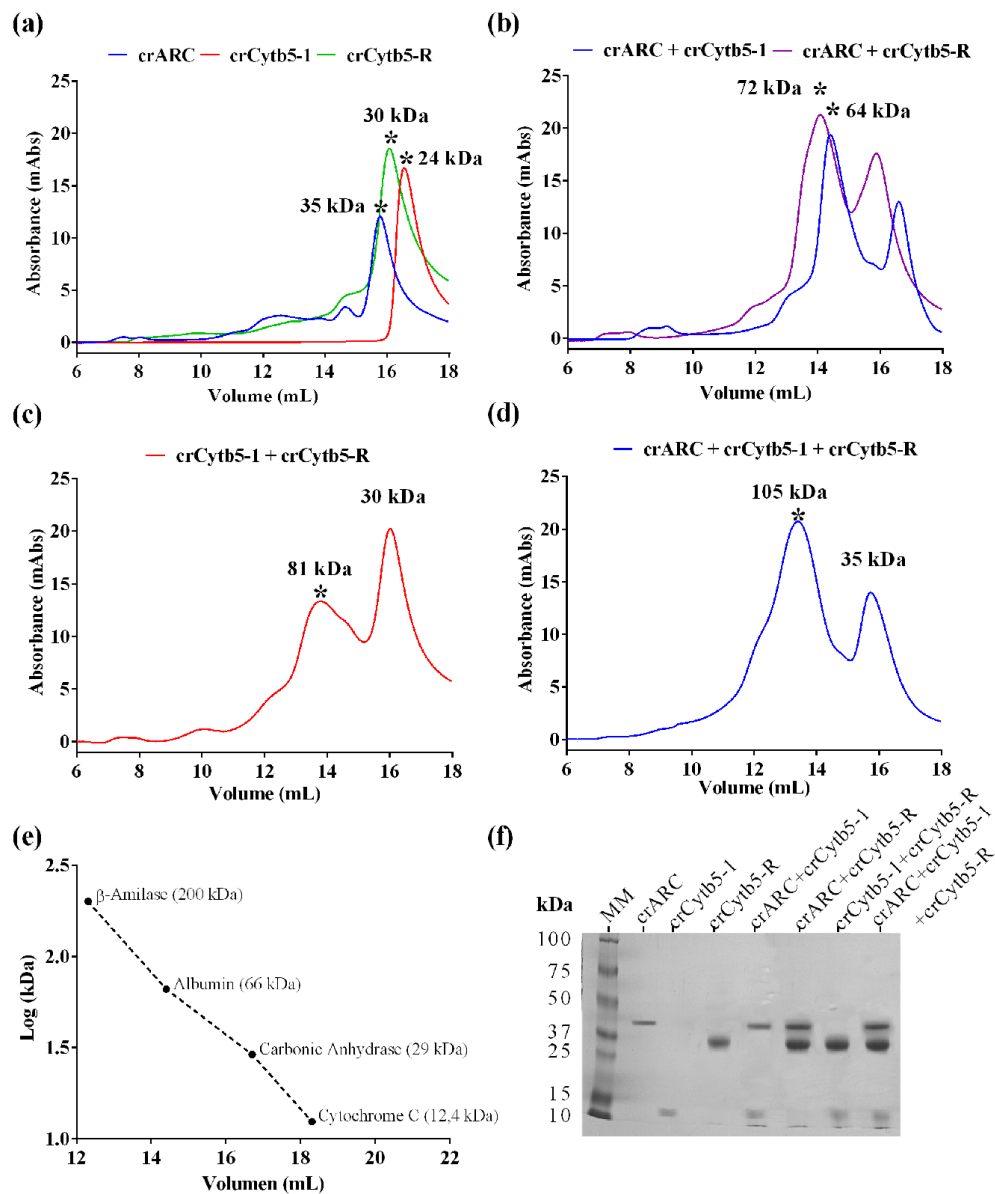 (a)
crARC crCytb5-1 crCytb5-R
Absorbance (mAbs)
25
20
15
10
5
0
30 kDa
* 24 kDa
35 kDa *
*
6 8 10 12 14 16 18
Volume (mL)
(b)
crARC + crCytb5-1 crARC + crCytb5-R
Absorbance (mAbs)
25
20
15
10
5
0
72 kDa *
* 64 kDa
6 8 10 12 14 16 18
Volume (mL)
(c)
crCytb5-1 + crCytb5-R
Absorbance (mAbs)
25
20
15
10
5
0
30 kDa
81 kDa
*
6 8 10 12 14 16 18
Volume (mL)
(d)
crARC + crCytb5-1 + crCytb5-R
Absorbance (mAbs)
25
20
15
10
5
0
105 kDa
*
35 kDa
6 8 10 12 14 16 18
Volume (mL)
(e)
Log (kDa)
2.5
2.0
1.5
1.0
β-Amilase (200 kDa)
Albumin (66 kDa)
Carbonic Anhydrase (29 kDa)
Cytochrome C (12,4 kDa)
12 14 16 18 20 22
Volumen (mL)
(f)
kDa
MM
crARC
crCytb5-1
crCytb5-R
crARC+crCytb5-1
crARC+crCytb5-R
crCytb5-1+crCytb5-R
crARC+crCytb5-1
+crCytb5-R
100
75
50
37
25
15
10